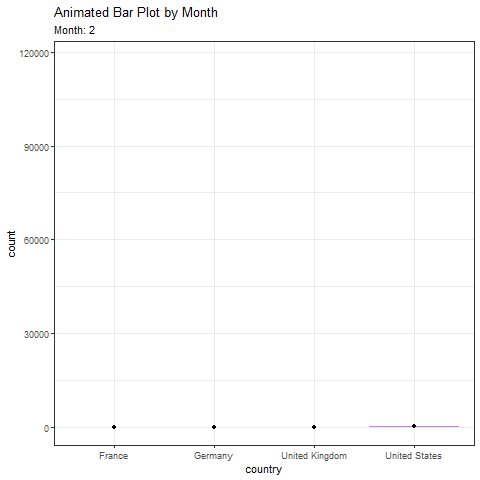 Animated Bar Plot by Month
Month: 2
120000
90000
60000
30000
0
count
France Germany United Kingdom United States
country